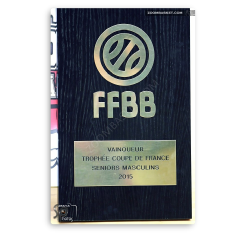 FFBB
VAINQUEUR
TROPHÉE COUPE DE FRANCE
SENIORS MASCULINS
2015